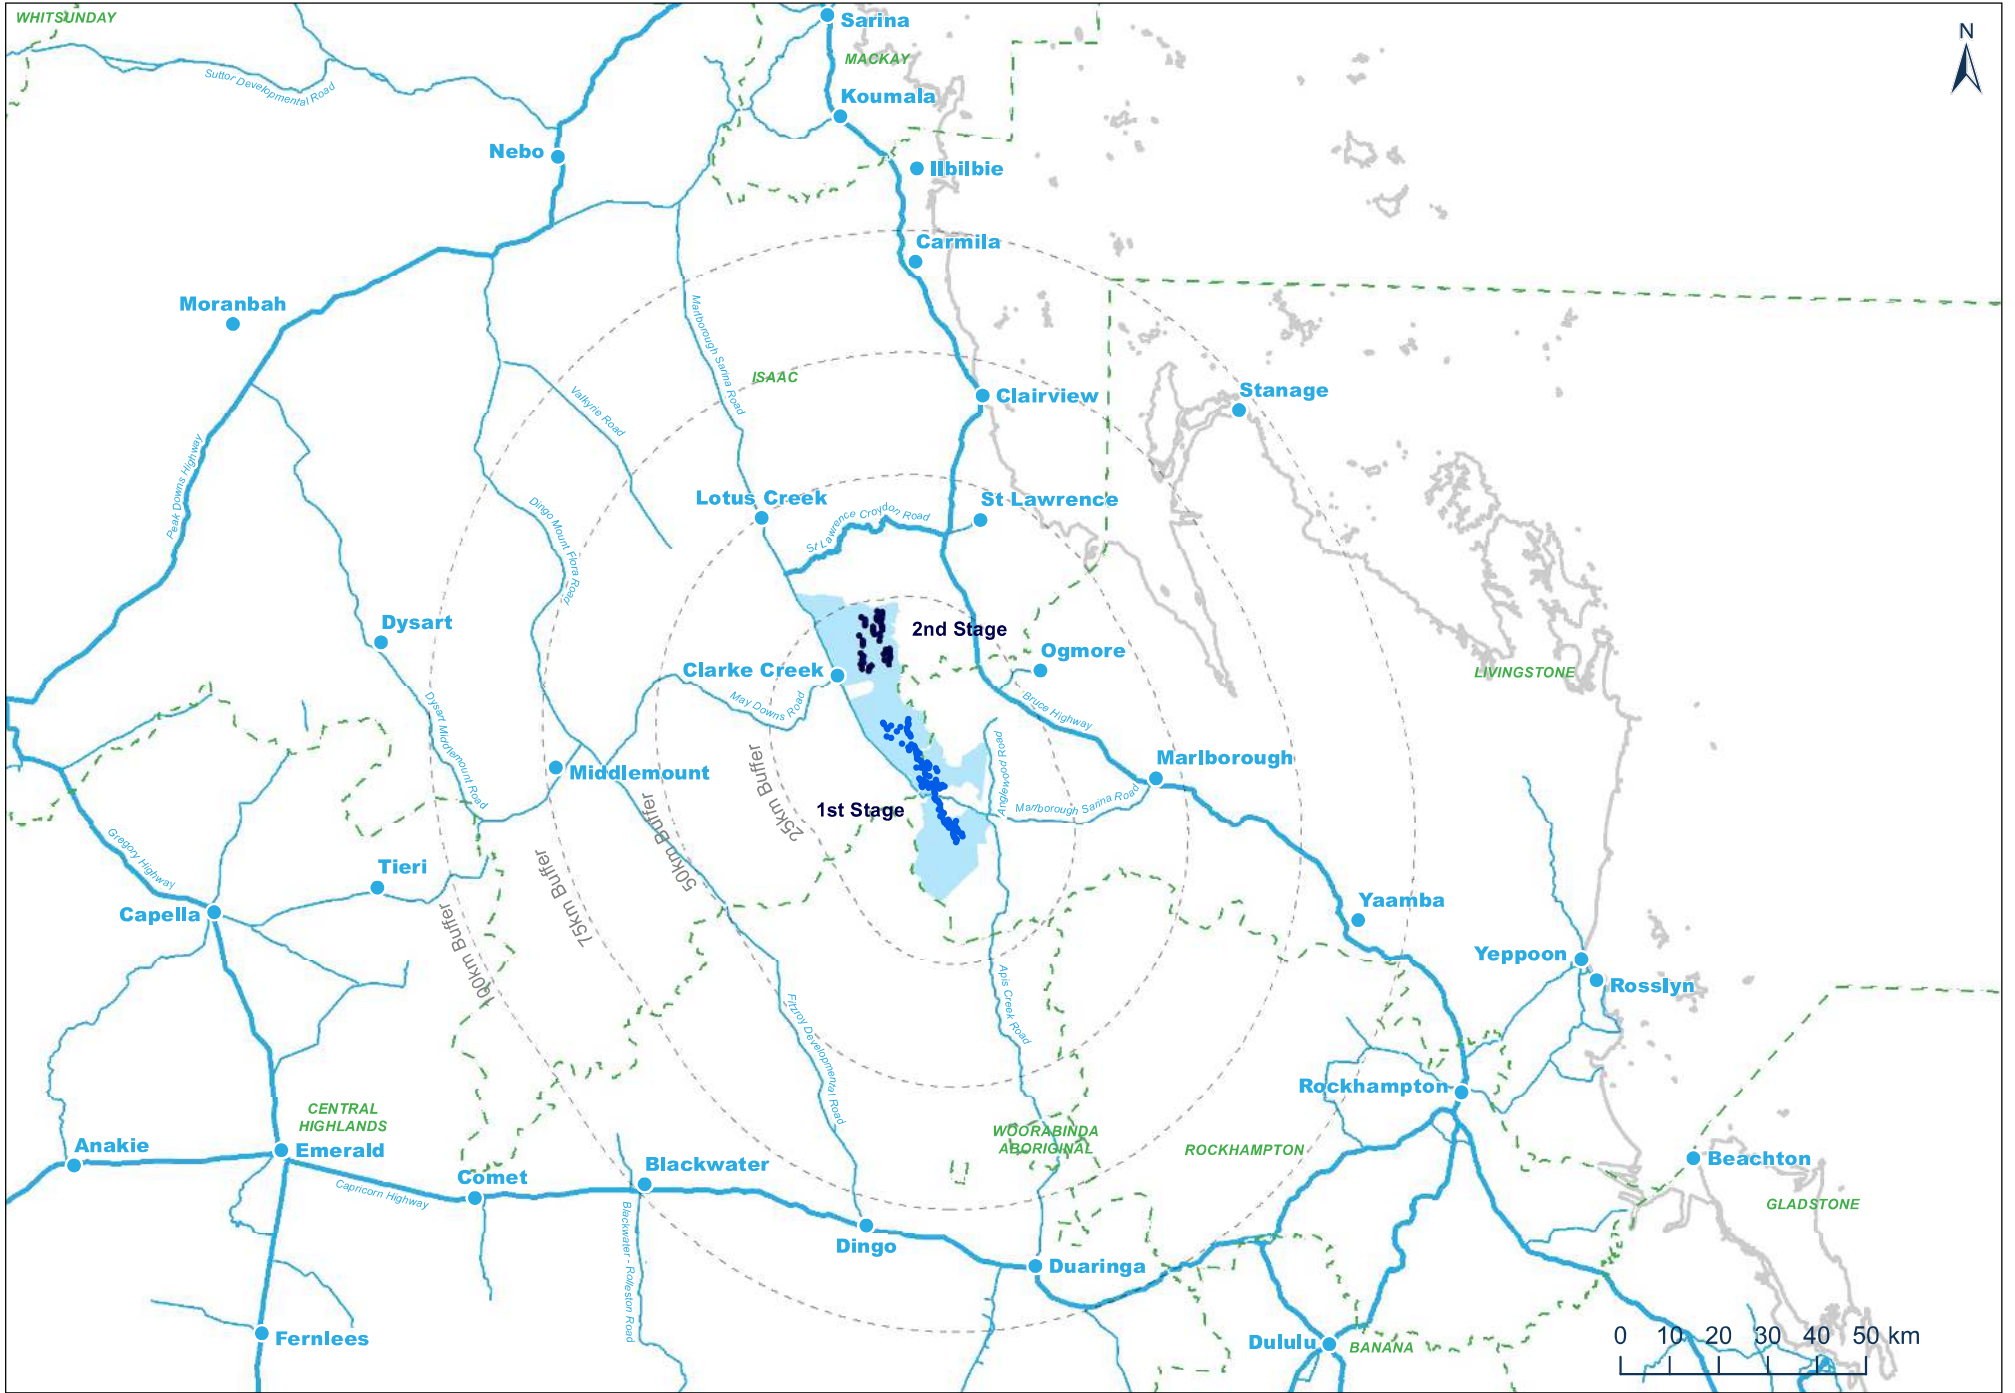 WHITSUNDAY
Sarina
N
MACKAY
Suttor Developmental Road
Koumala
Nebo
Ilbilbie
Carmila
Moranbah
Marlborough Sarina Road
ISAAC
Clairview
Stanage
Valkyrie Road
Peak Downs Highway
Lotus Creek
St Lawrence
St Lawrence Croydon Road
Dingo Mount Flora Road
Dysart
2nd Stage
Ogmore
Clarke Creek
LIVINGSTONE
May Downs Road
Bruce Highway
Dysart Middlemount Road
Anglewood Road
Marlborough
Middlemount
25km Buffer
1st Stage
Marlborough Sarina Road
50km Buffer
Gregory Highway
Tieri
75km Buffer
Capella
Yaamba
100km Buffer
Yeppoon
Rosslyn
Apis Creek Road
Fitzroy Developmental Road
Rockhampton
CENTRAL
HIGHLANDS
WOORABINDA
ABORIGINAL
ROCKHAMPTON
Anakie
Emerald
Beachton
Blackwater
Comet
Capricorn Highway
GLADSTONE
Blackwater - Rolleston Road
Dingo
Duaringa
Fernlees
Dululu
BANANA
0 10 20 30 40 50 km